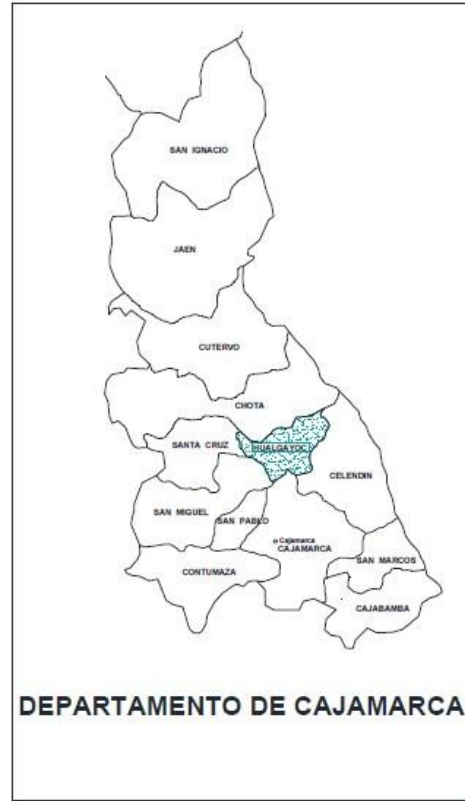 SAN IGNACIO
JAEN
CUTERVO
CHOTA
SANTA CRUZ
HUALGAYOC
CELENDIN
SAN MIGUEL
SAN PABLO
Cajamarca
CAJAMARCA
SAN MARCOS
CONTUMAZA
CAJABAMBA
DEPARTAMENTO DE CAJAMARCA